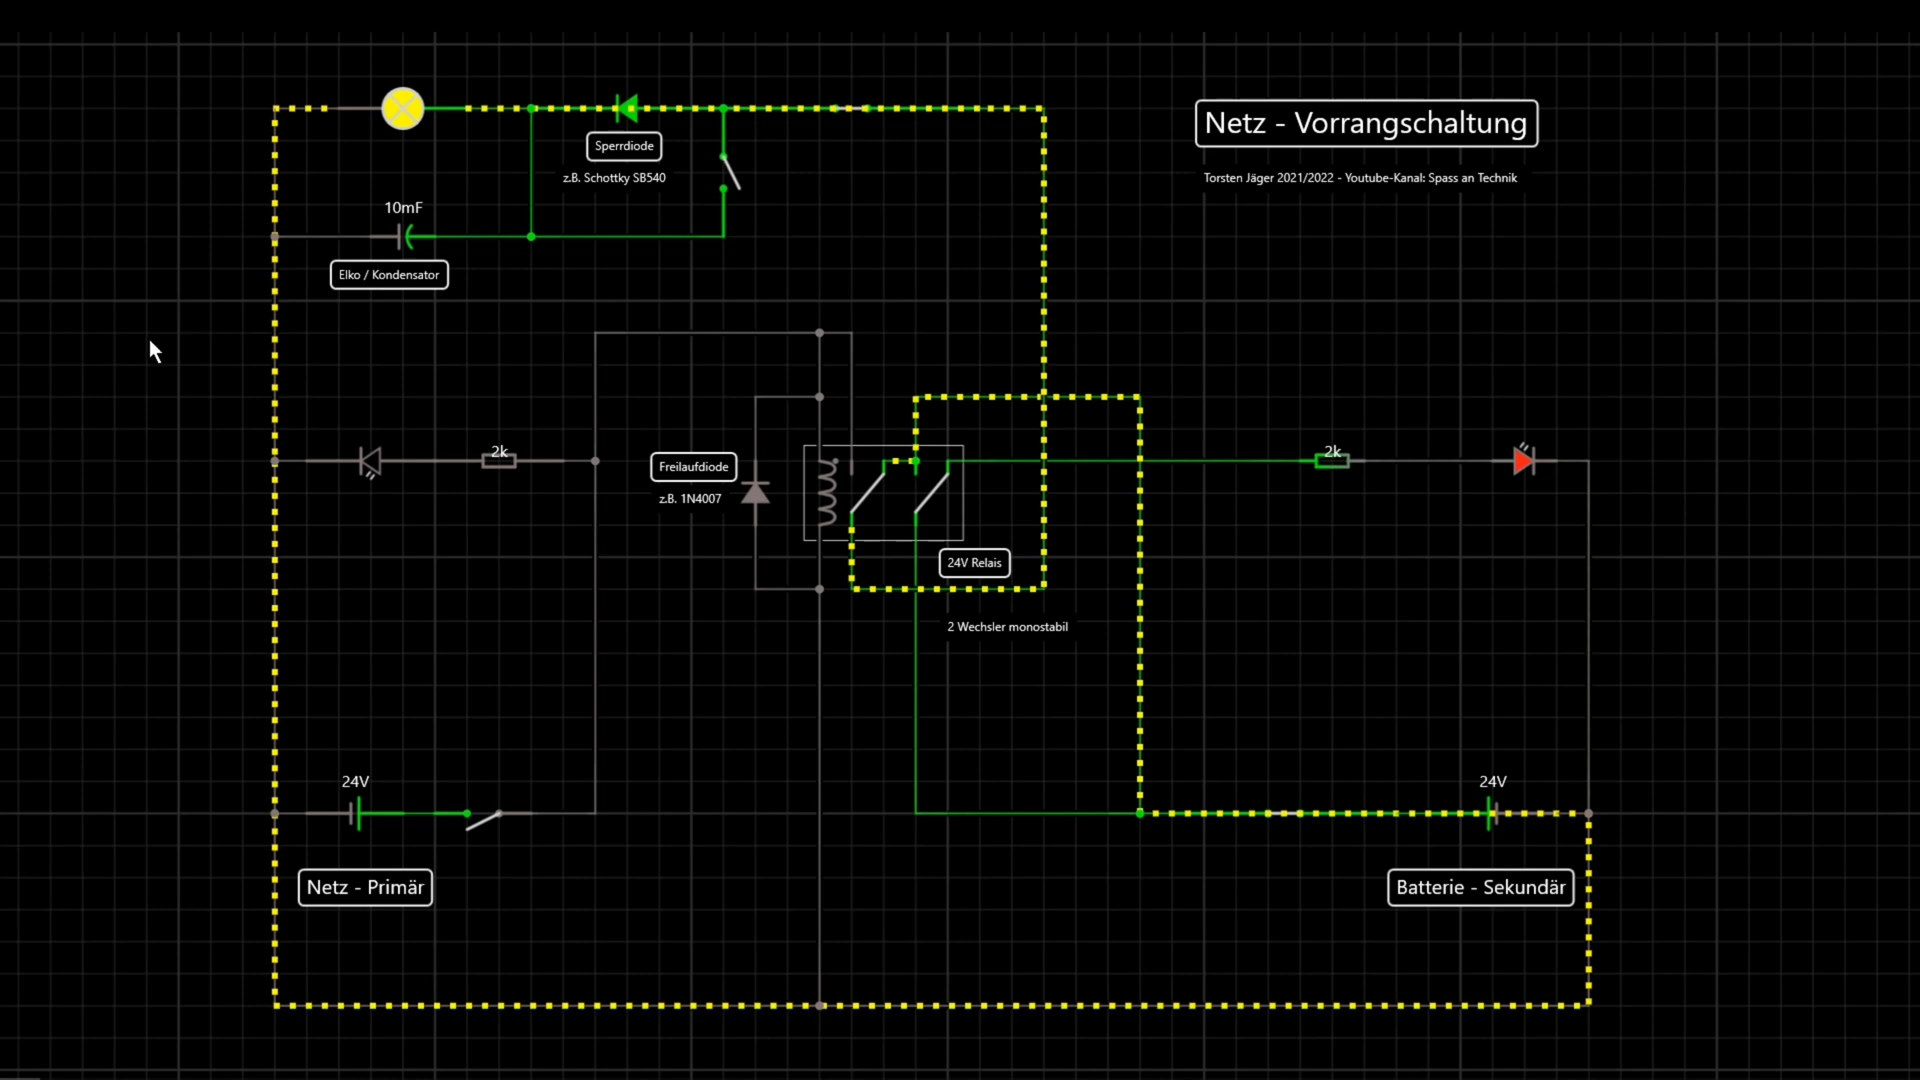 Netz - Vorrangschaltung
Torsten Jäger 2021/2022 - Youtube-Kanal: Spass an Technik
Sperrdiode
z.B. Schottky SB540
10mF
Elko / Kondensator
2k
Freilaufdiode
z.B. 1N4007
2k
24V Relais
2 Wechsler monostabil
24V
24V
Netz - Primär
Batterie - Sekundär